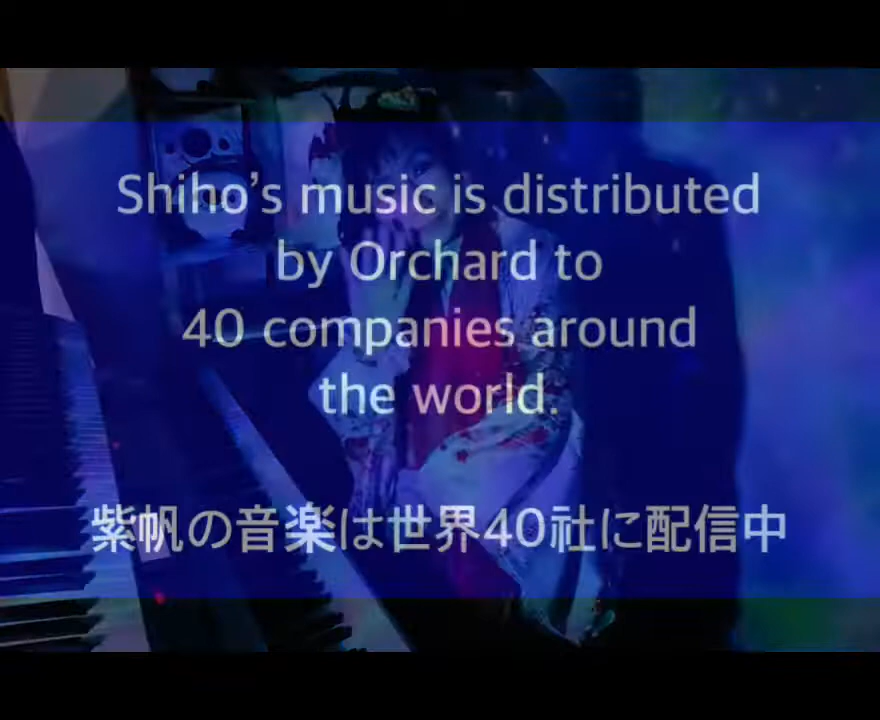 Shiho’s music is distributed
by Orchard to
40 companies around
the world.
紫帆の音楽は世界40社に配信中